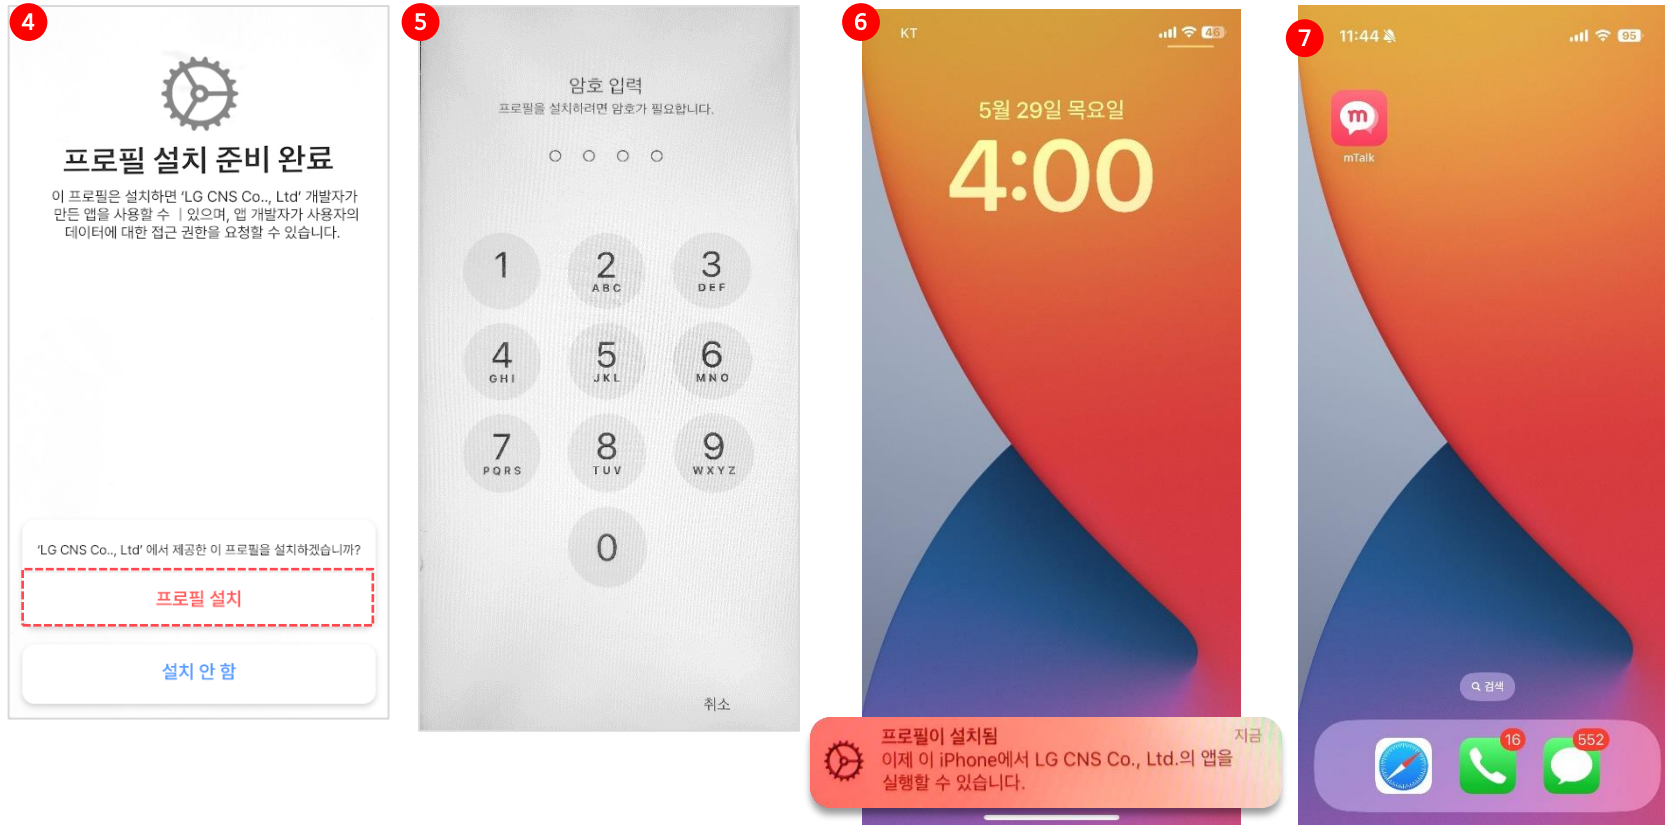 4
프로필 설치 준비 완료
이 프로필은 설치하면 ‘LG CNS Co.., Ltd’ 개발자가
만든 앱을 사용할 수 ㅣ있으며, 앱 개발자가 사용자의
데이터에 대한 접근 권한을 요청할 수 있습니다.
‘LG CNS Co.., Ltd’ 에서 제공한 이 프로필을 설치하겠습니까?
프로필 설치
설치 안 함
5
암호 입력
프로필을 설치하려면 암호가 필요합니다.
1
2
ABC
3
DEF
4
GHI
5
JKL
6
MNO
7
PQRS
8
TUV
9
WXYZ
0
취소
6
KT
46
5월 29일 목요일
4:00
프로필이 설치됨
지금
이제 이 iPhone에서 LG CNS Co., Ltd.의 앱을
실행할 수 있습니다.
7
11:44
95
m
mTalk
검색
16
552